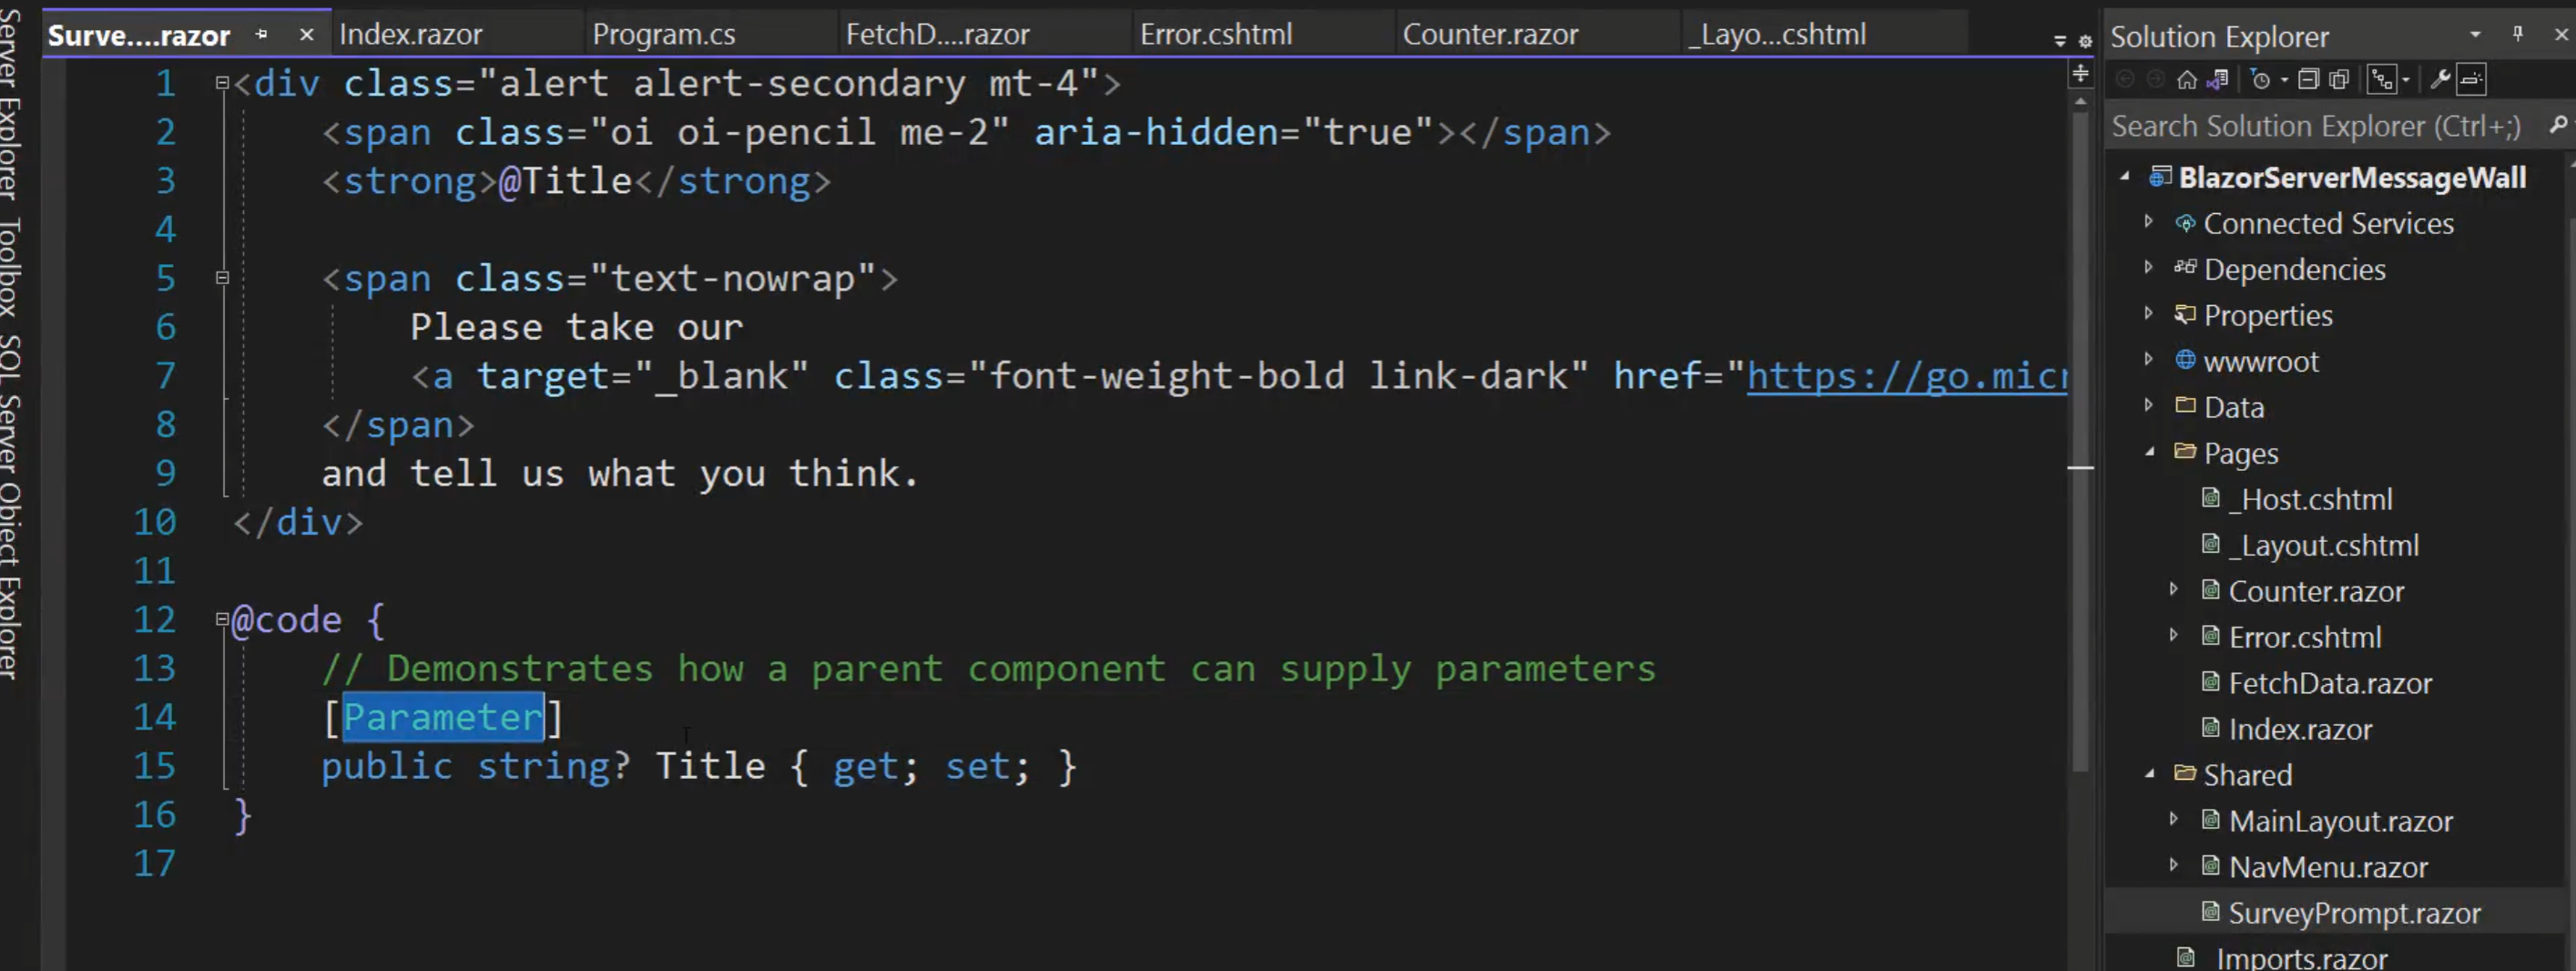 Server Explorer Toolbox SQL Server Object Explorer
Surve....razor Index.razor Program.cs FetchD....razor Error.cshtml Counter.razor _Layo...cshtml
1 <div class="alert alert-secondary mt-4">
2 <span class="oi oi-pencil me-2" aria-hidden="true"></span>
3 <strong>@Title</strong>
4
5 <span class="text-nowrap">
6 Please take our
7 <a target="_blank" class="font-weight-bold link-dark" href="https://go.micr
8 </span>
9 and tell us what you think.
10 </div>
11
12 @code {
13 // Demonstrates how a parent component can supply parameters
14 [Parameter]
15 public string? Title { get; set; }
16 }
17
Solution Explorer
Search Solution Explorer (Ctrl+;)
BlazorServerMessageWall
Connected Services
Dependencies
Properties
wwwroot
Data
Pages
_Host.cshtml
_Layout.cshtml
Counter.razor
Error.cshtml
FetchData.razor
Index.razor
Shared
MainLayout.razor
NavMenu.razor
SurveyPrompt.razor
_Imports.razor